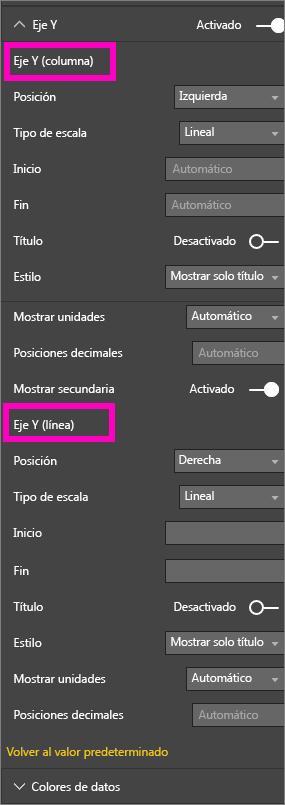 Eje Y Activado
Eje Y (columna)
Posición Izquierda
Tipo de escala Lineal
Inicio Automático
Fin Automático
Título Desactivado
Estilo Mostrar solo título
Mostrar unidades Automático
Posiciones decimales Automático
Mostrar secundaria Activado
Eje Y (línea)
Posición Derecha
Tipo de escala Lineal
Inicio
Fin
Título Desactivado
Estilo Mostrar solo título
Mostrar unidades Automático
Posiciones decimales Automático
Volver al valor predeterminado
Colores de datos